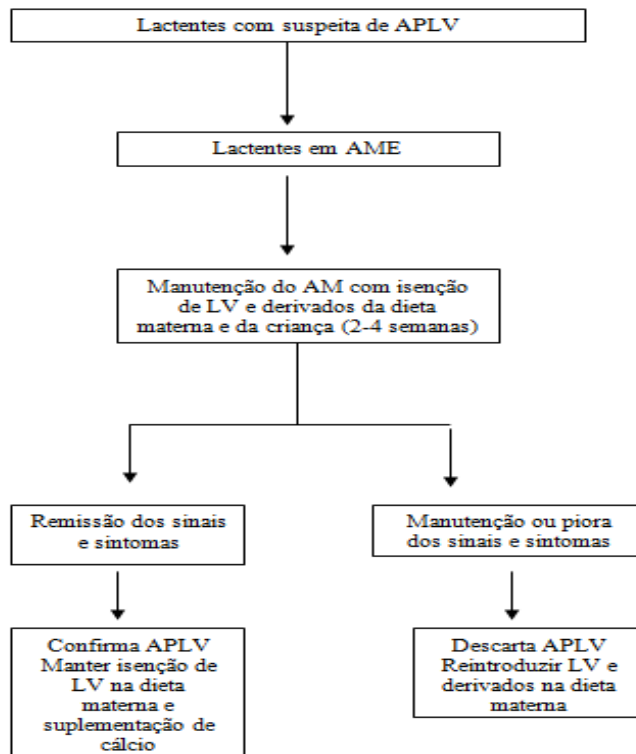 Lactentes com suspeita de APLV
Lactentes em AME
Manutenção do AM com isenção
de LV e derivados da dieta
materna e da criança (2-4 semanas)
Remissão dos sinais
e sintomas
Manutenção ou piora
dos sinais e sintomas
Confirma APLV
Manter isenção de
LV na dieta
materna e
suplementação de
cálcio
Descarta APLV
Reintroduzir LV e
derivados na dieta
materna